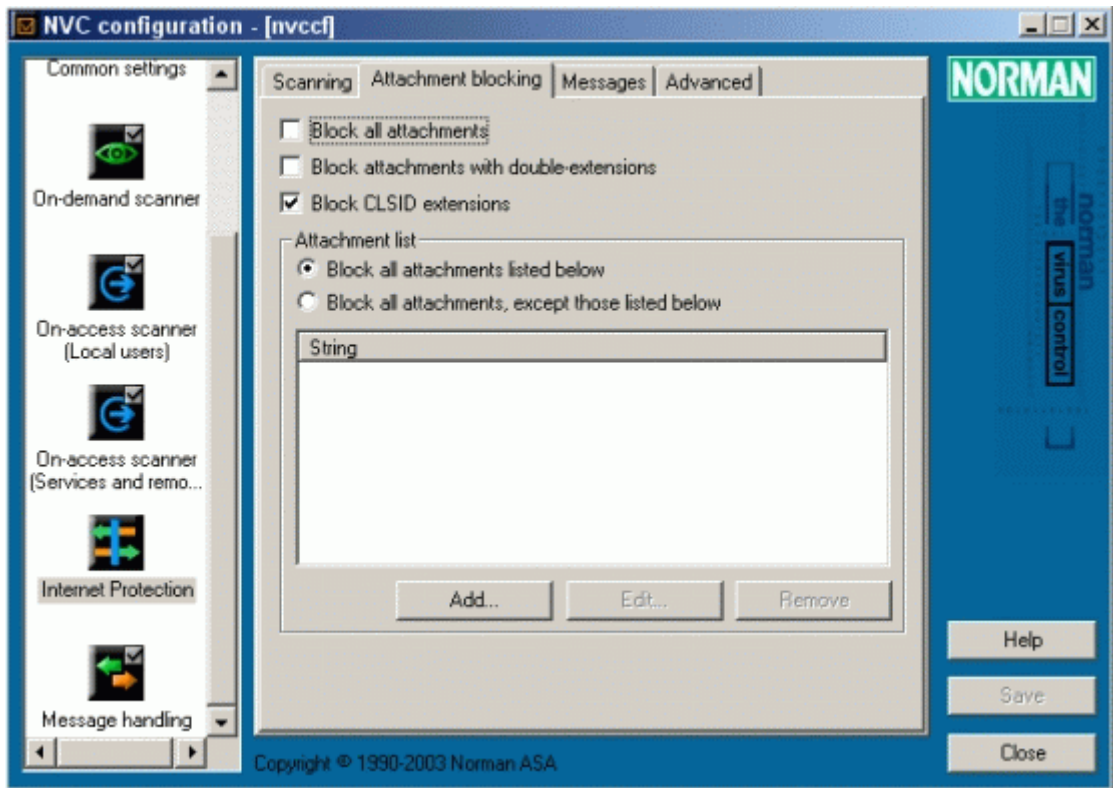 NVC configuration - [nvccf]
Common settings
On-demand scanner
On-access scanner
(Local users)
On-access scanner
(Services and remo...
Internet Protection
Message handling
Scanning
Attachment blocking
Messages
Advanced
Block all attachments
Block attachments with double-extensions
Block CLSID extensions
Attachment list
Block all attachments listed below
Block all attachments, except those listed below
String
Add...
Edit...
Remove
Copyright © 1990-2003 Norman ASA
NORMAN
norman
the virus control
Help
Save
Close